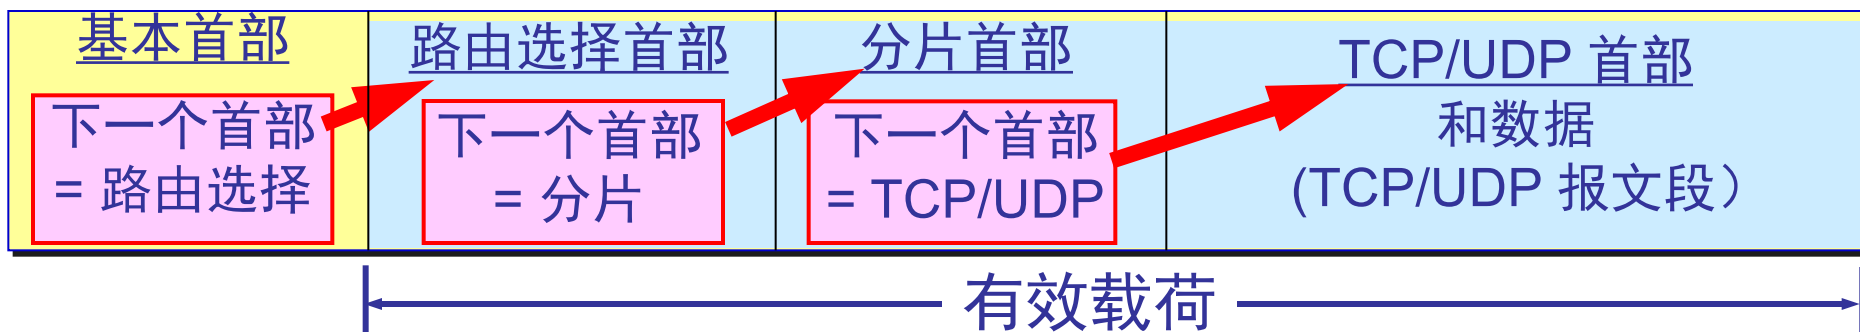 基本首部
下一个首部
= 路由选择
路由选择首部
下一个首部
= 分片
分片首部
下一个首部
= TCP/UDP
TCP/UDP 首部
和数据
(TCP/UDP 报文段）
有效载荷